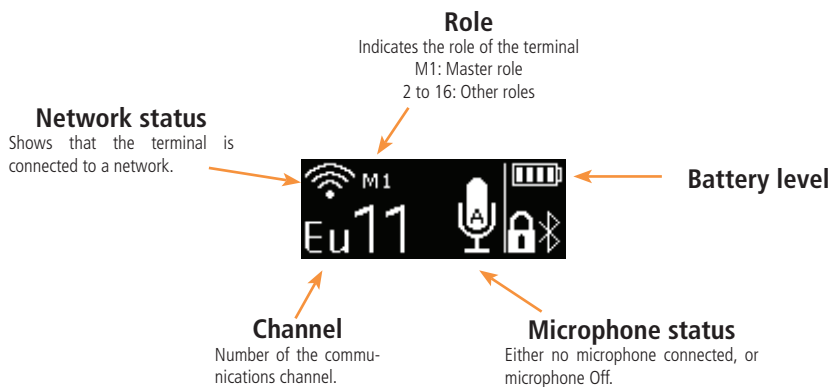 Role
Indicates the role of the terminal
M1: Master role
2 to 16: Other roles
Network status
Shows that the terminal is
connected to a network.
M1
A
Eu11
Battery level
Channel
Number of the commu-
nications channel.
Microphone status
Either no microphone connected, or
microphone Off.